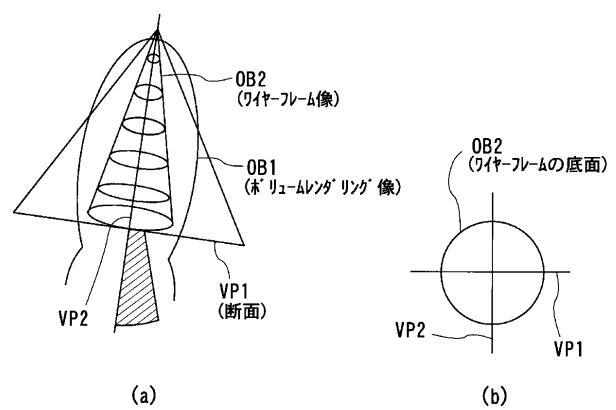 OB2
(ﾜｲﾔｰﾌﾚｰﾑ像)
OB1
(ﾎﾞﾘｭｰﾑﾚﾝﾀﾞﾘﾝｸﾞ像)
VP1
(断面)
VP2
(a)
OB2
(ﾜｲﾔｰﾌﾚｰﾑの底面)
VP2
VP1
(b)